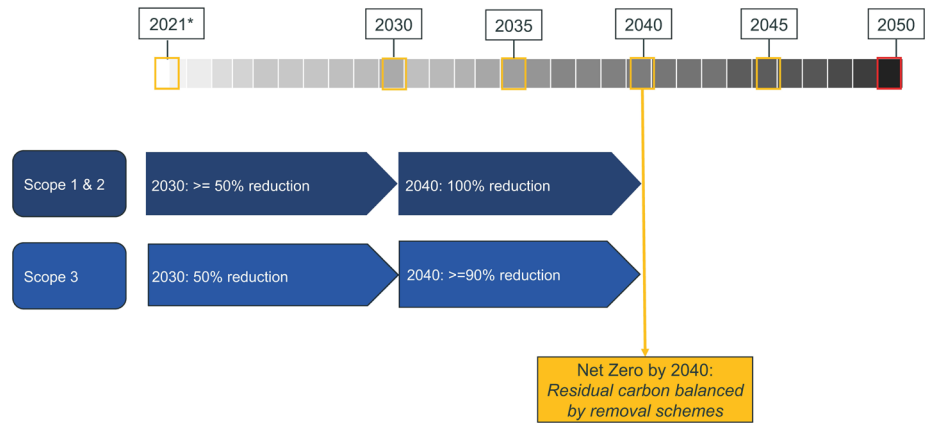 2021*
2030
2035
2040
2045
2050
Scope 1 & 2
2030: >= 50% reduction
2040: 100% reduction
Scope 3
2030: 50% reduction
2040: >=90% reduction
Net Zero by 2040:
Residual carbon balanced
by removal schemes